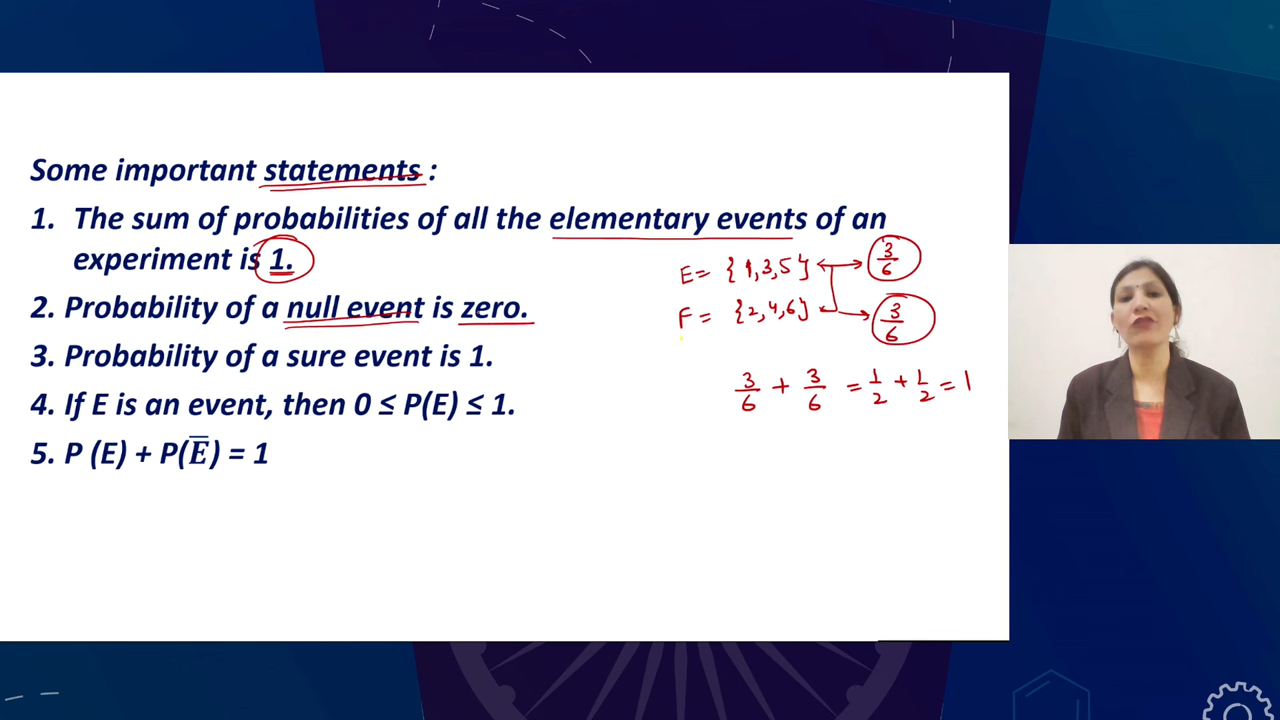 Some important statements :
1. The sum of probabilities of all the elementary events of an
experiment is 1.
2. Probability of a null event is zero.
3. Probability of a sure event is 1.
4. If E is an event, then 0 ≤ P(E) ≤ 1.
5. P (E) + P(E̅) = 1
E = {1,3,5} 3/6
F = {2,4,6} 3/6
3/6 + 3/6 = 1/2 + 1/2 = 1